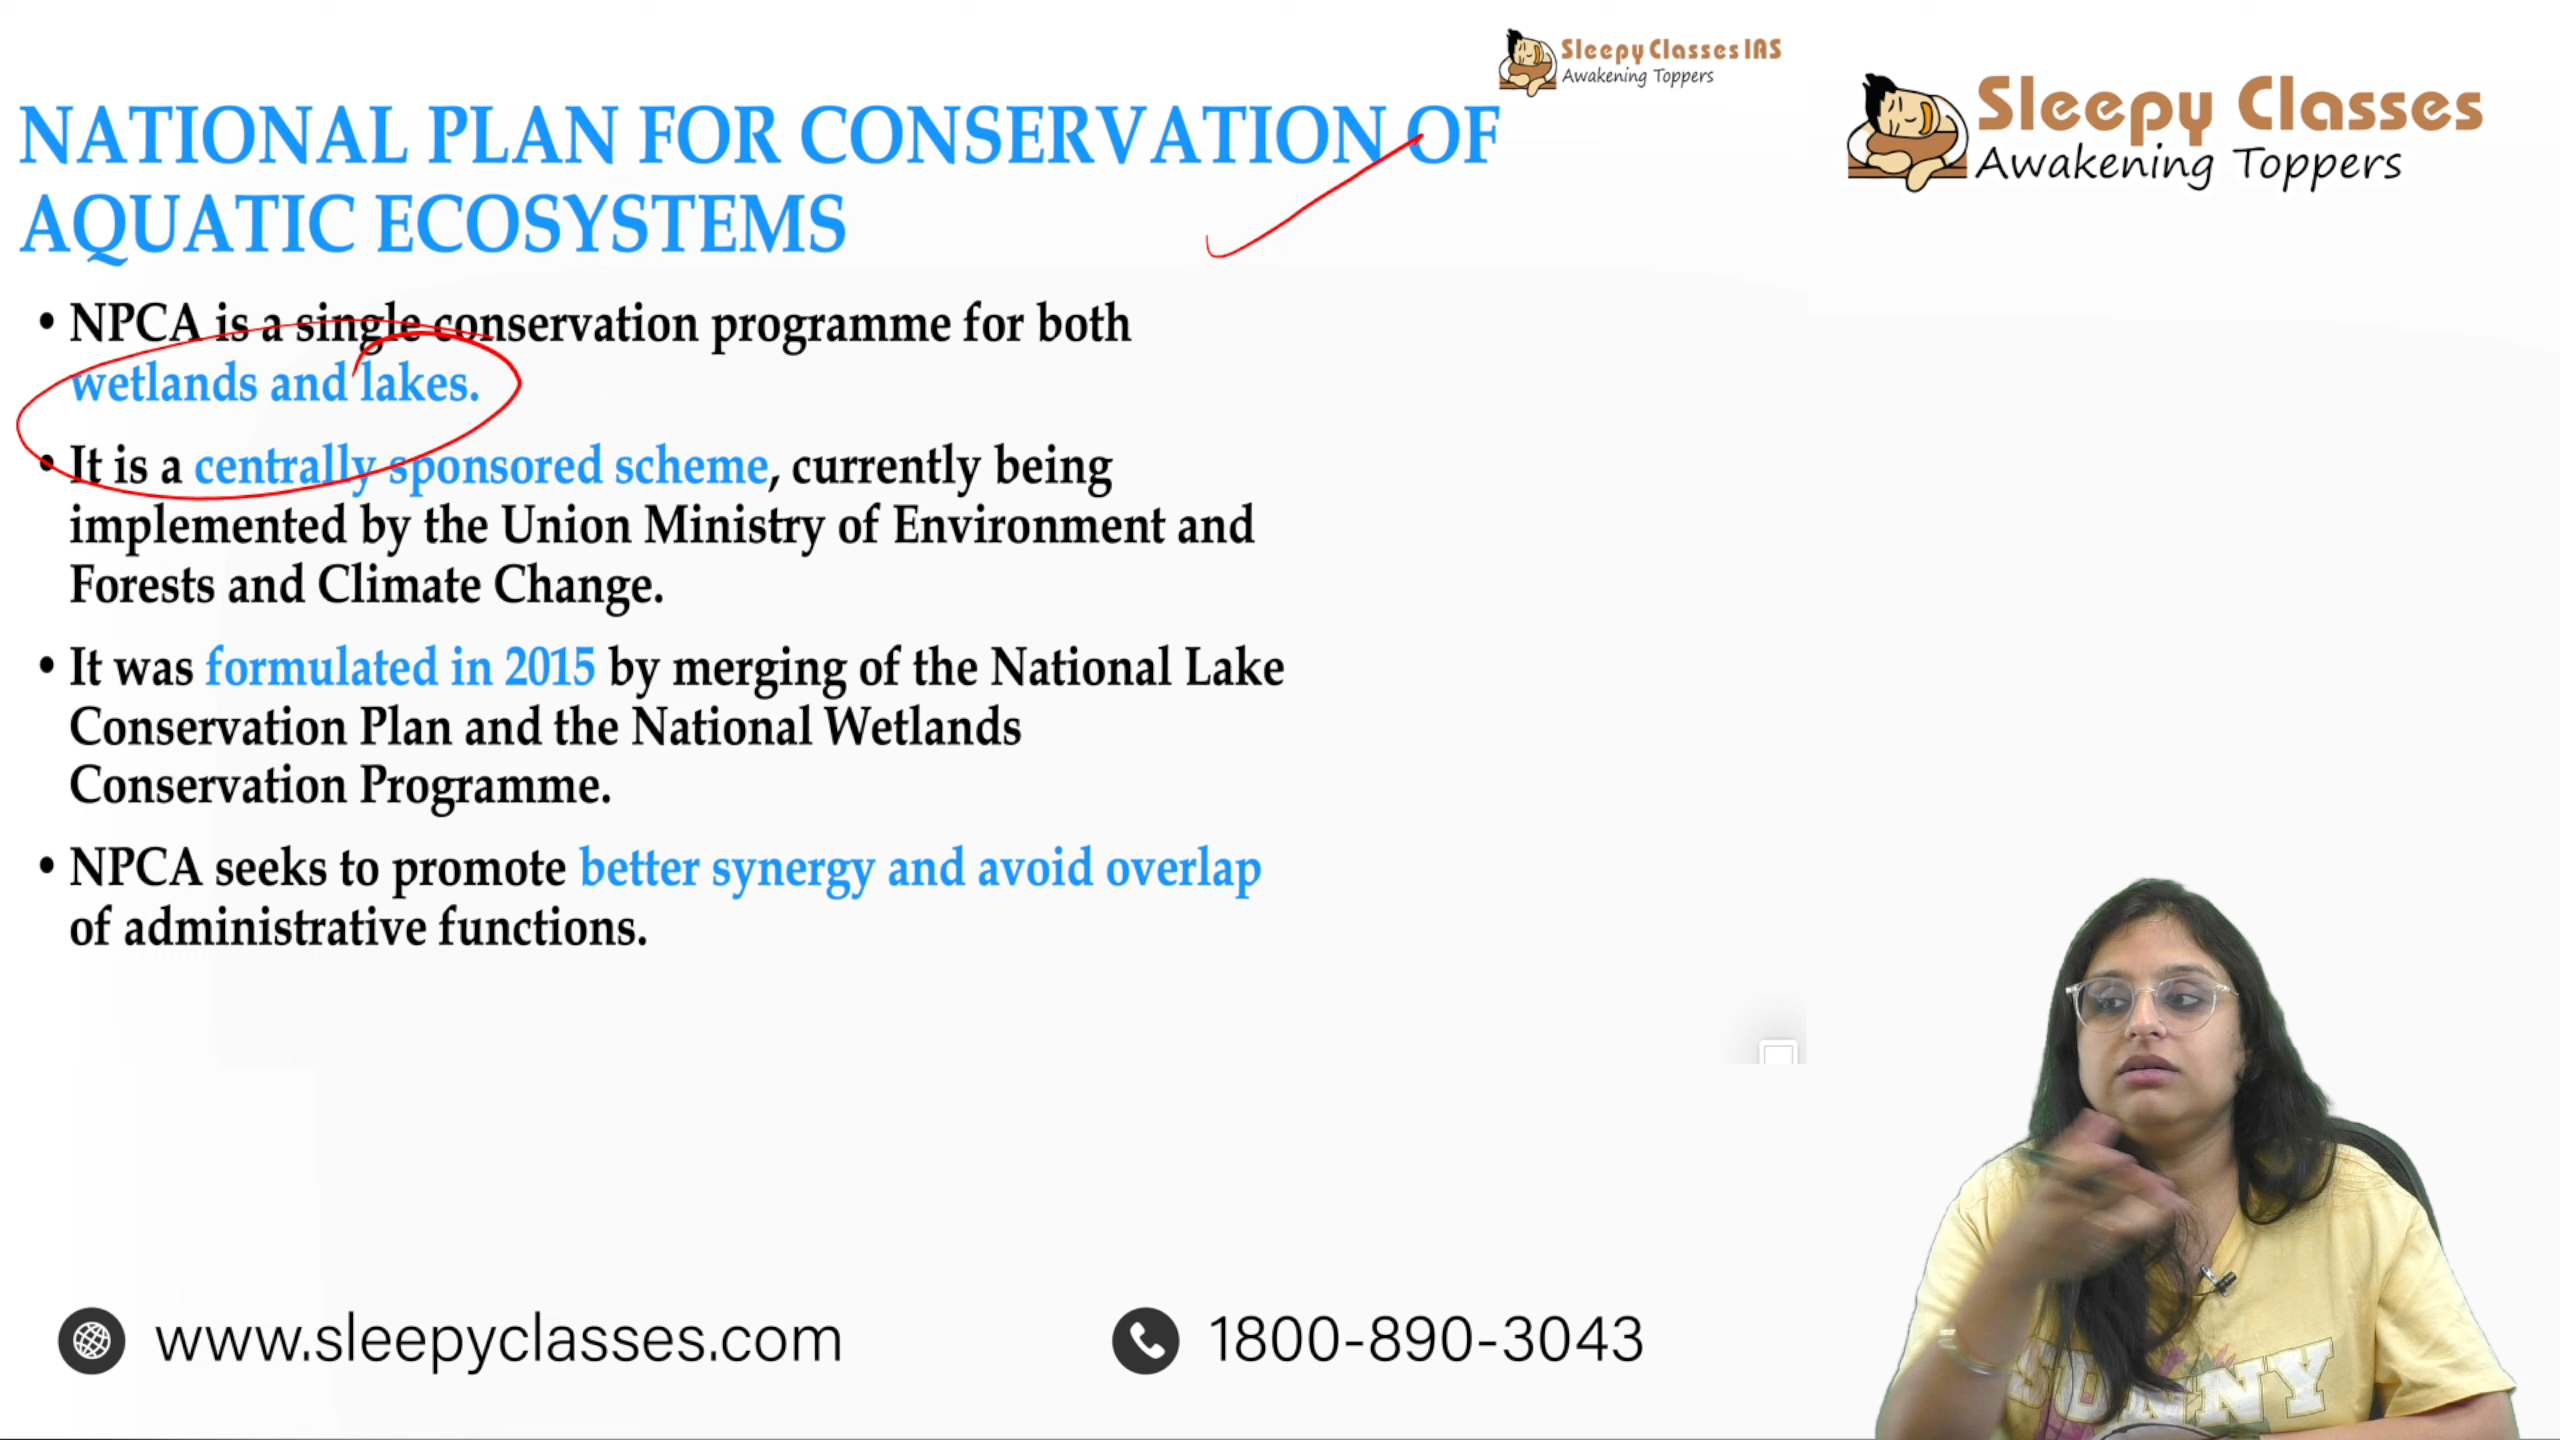 Sleepy Classes IAS
Awakening Toppers
Sleepy Classes
Awakening Toppers
NATIONAL PLAN FOR CONSERVATION OF
AQUATIC ECOSYSTEMS
• NPCA is a single conservation programme for both
wetlands and lakes.
• It is a centrally sponsored scheme, currently being
implemented by the Union Ministry of Environment and
Forests and Climate Change.
• It was formulated in 2015 by merging of the National Lake
Conservation Plan and the National Wetlands
Conservation Programme.
• NPCA seeks to promote better synergy and avoid overlap
of administrative functions.
www.sleepyclasses.com
1800-890-3043
SUNNY